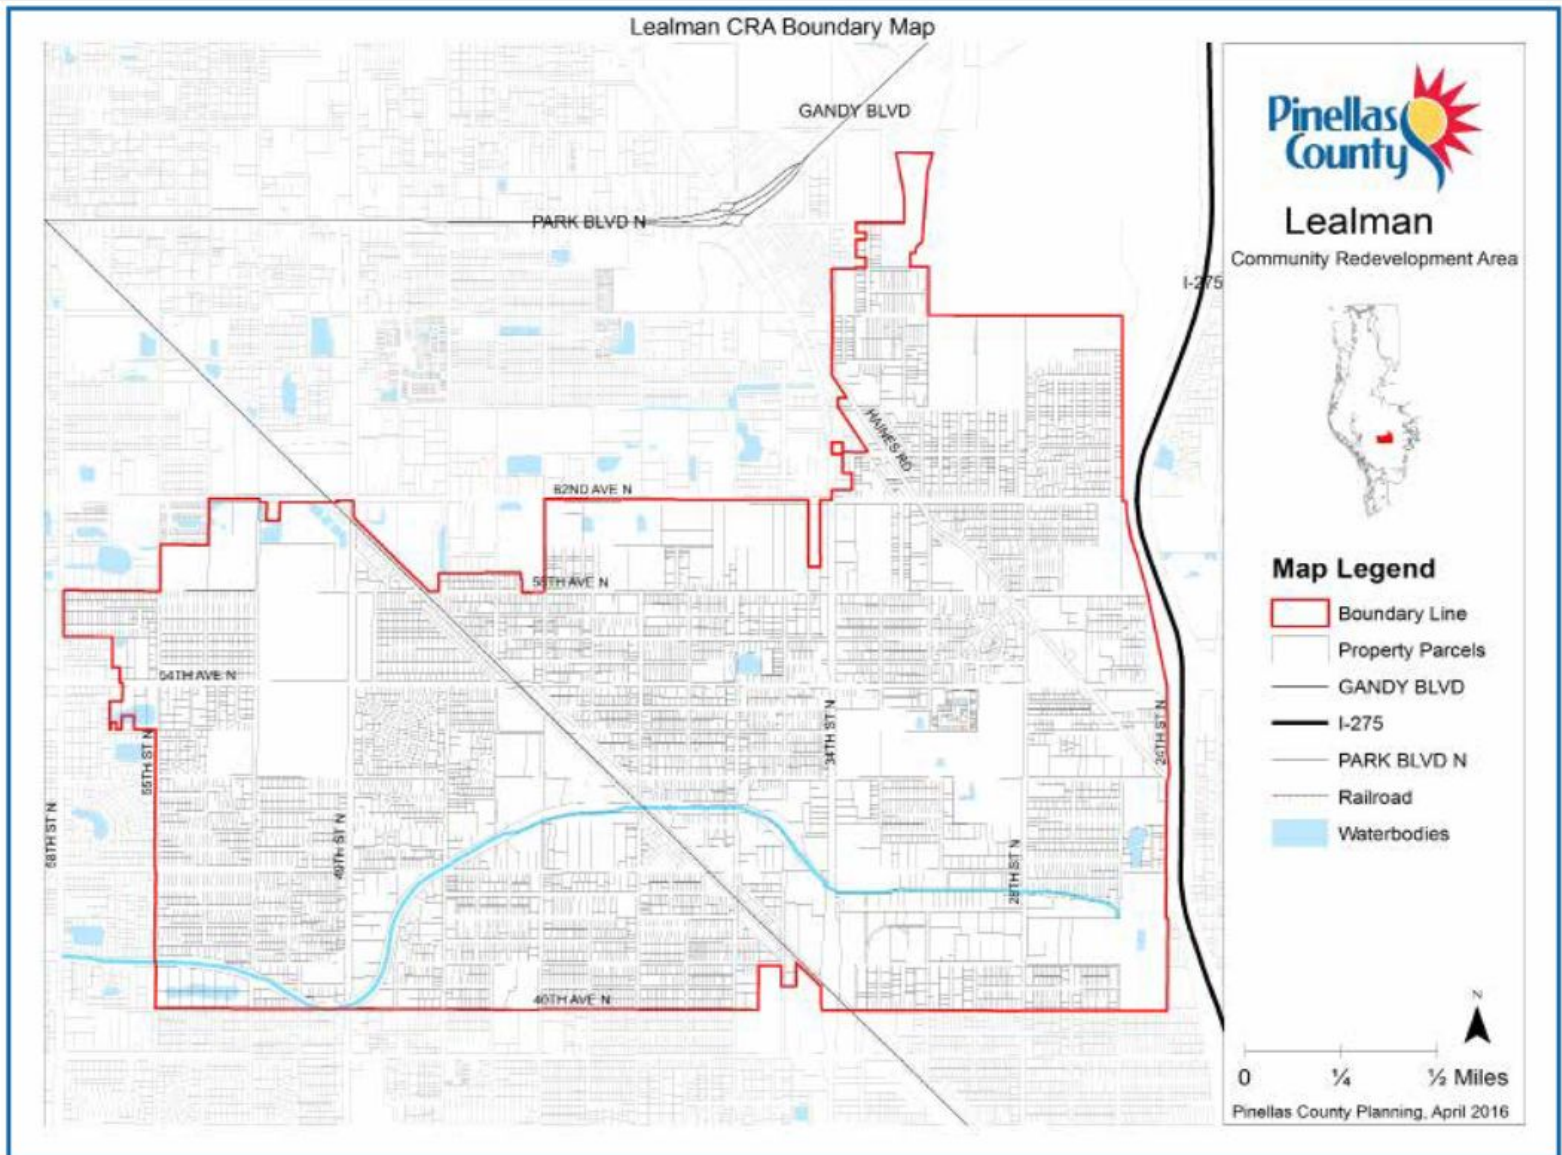 Lealman CRA Boundary Map
GANDY BLVD
PARK BLVD N
I-275
HAINES RD
62ND AVE N
58TH AVE N
54TH AVE N
55TH ST N
58TH ST N
49TH ST N
34TH ST N
28TH ST N
24TH ST N
40TH AVE N
Pinellas
County
Lealman
Community Redevelopment Area
Map Legend
Boundary Line
Property Parcels
GANDY BLVD
I-275
PARK BLVD N
Railroad
Waterbodies
N
0 ¼ ½ Miles
Pinellas County Planning, April 2016